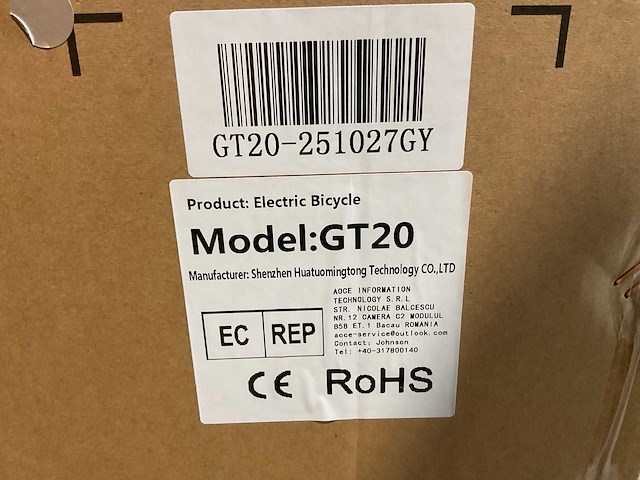 GT20-251027GY
Product: Electric Bicycle
Model:GT20
Manufacturer: Shenzhen Huatuomingtong Technology CO.,LTD
EC REP
AOCE INFORMATION
TECHNOLOGY S.R.L
STR. NICOLAE BALCESCU
NR.12 CAMERA C2 MODULUL
B5B ET.1 Bacau ROMANIA
aoce-service@outlook.com
Contact: Johnson
Tel: +40-317800140
CE RoHS